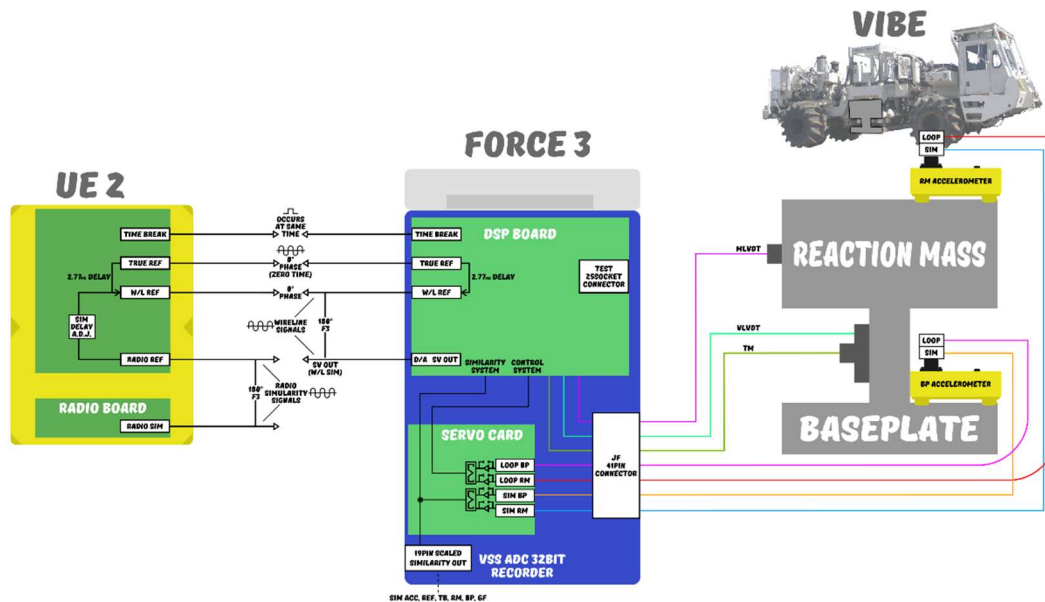 VIBE
FORCE 3
UE 2
LOOP
SIM
RM ACCELEROMETER
REACTION MASS
MLVDT
VLVDT
TM
LOOP
SIM
BP ACCELEROMETER
BASEPLATE
TIME BREAK
TRUE REF
2.77ms DELAY
W/L REF
SIM
DELAY
A.D.J.
RADIO REF
RADIO BOARD
RADIO SIM
OCCURS
AT SAME
TIME
0° PHASE
(ZERO TIME)
0°
PHASE
WIRELINE
SIGNALS
180°
F3
SV OUT
(W/L SIM)
180°
F3
RADIO
SIMULARITY
SIGNALS
DSP BOARD
TIME BREAK
TRUE REF
2.77ms DELAY
W/L REF
TEST
25SOCKET
CONNECTOR
D/A SV OUT
SIMILARITY
SYSTEM
CONTROL
SYSTEM
SERVO CARD
LOOP BP
LOOP RM
SIM BP
SIM RM
JF
41PIN
CONNECTOR
19PIN SCALED
SIMILARITY OUT
VSS ADC 32BIT
RECORDER
SIM ACC, REF, TB, RM, BP, GF